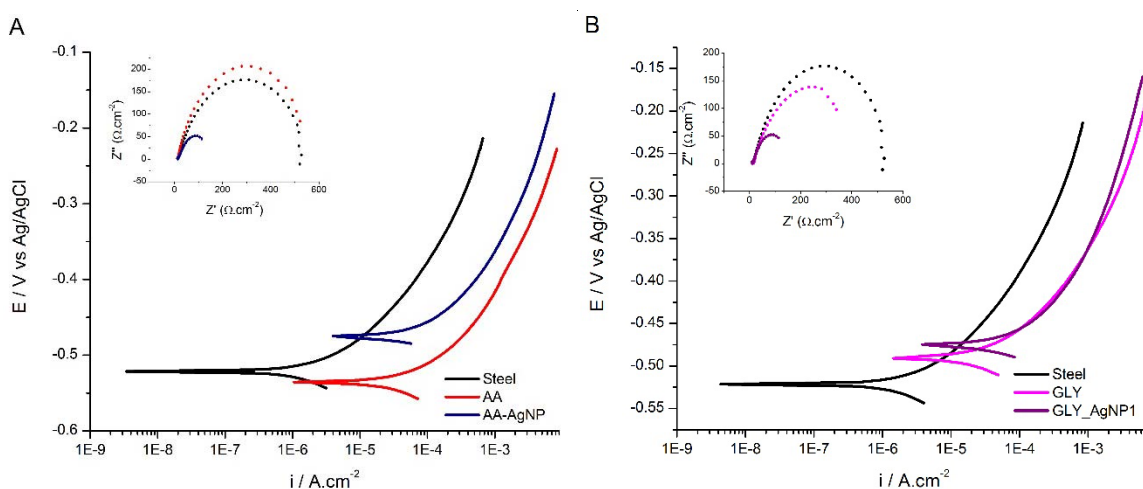 A
-0.1
-0.2
-0.3
-0.4
-0.5
-0.6
E / V vs Ag/AgCl
1E-9 1E-8 1E-7 1E-6 1E-5 1E-4 1E-3
i / A.cm⁻²
200
150
100
50
0
-50
Z'' (Ω.cm⁻²)
0 200 400 600
Z' (Ω.cm⁻²)
Steel
AA
AA-AgNP
B
-0.15
-0.20
-0.25
-0.30
-0.35
-0.40
-0.45
-0.50
-0.55
E / V vs Ag/AgCl
1E-9 1E-8 1E-7 1E-6 1E-5 1E-4 1E-3
i / A.cm⁻²
200
150
100
50
0
-50
Z'' (Ω.cm⁻²)
0 200 400 600
Z' (Ω.cm⁻²)
Steel
GLY
GLY_AgNP1